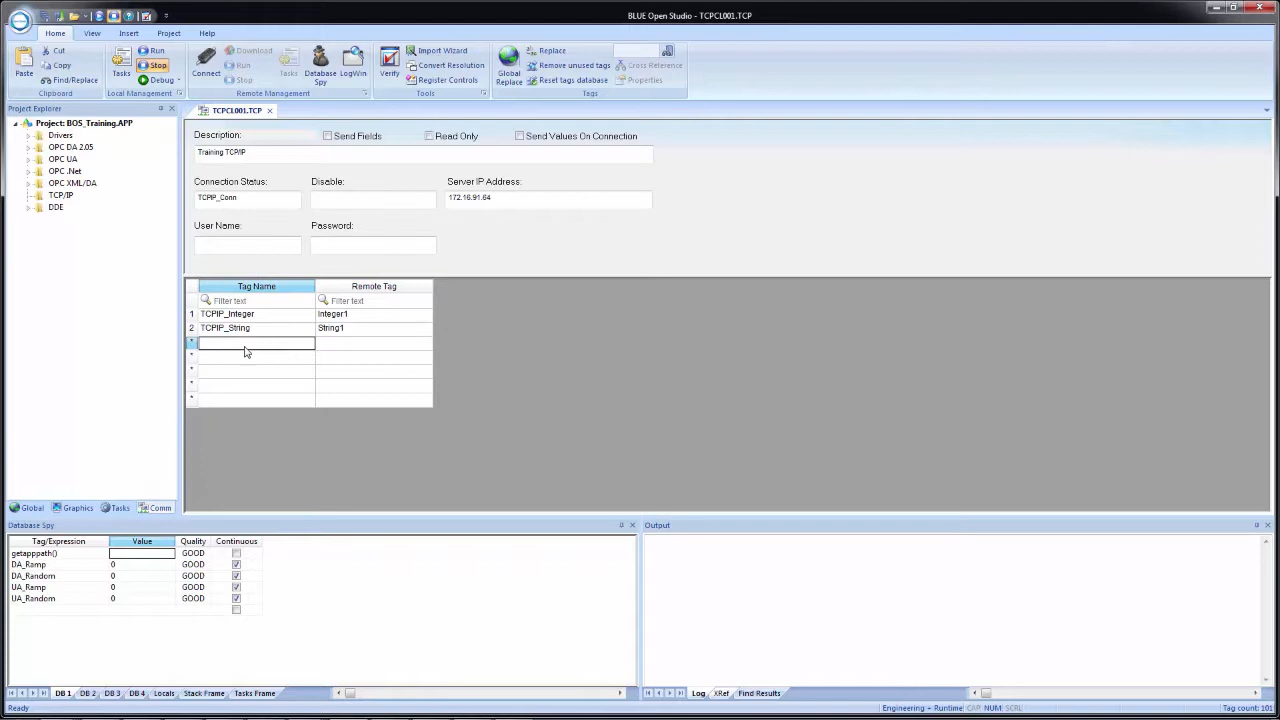 BLUE Open Studio - TCPCL001.TCP
Home View Insert Project Help
Paste
Cut
Copy
Find/Replace
Clipboard
Tasks
Run
Stop
Debug
Local Management
Connect
Download
Run
Stop
Tasks
Database Spy
LogWin
Remote Management
Verify
Import Wizard
Convert Resolution
Register Controls
Tools
Global Replace
Replace
Remove unused tags
Reset tags database
Cross Reference
Properties
Tags
Project Explorer
Project: BOS_Training.APP
Drivers
OPC DA 2.05
OPC UA
OPC .Net
OPC XML/DA
TCP/IP
DDE
Global Graphics Tasks Comm
TCPCL001.TCP
Description: Send Fields Read Only Send Values On Connection
Training TCP/IP
Connection Status: Disable: Server IP Address:
TCPIP_Conn 172.16.91.64
User Name: Password:
Tag Name Remote Tag
Filter text Filter text
1 TCPIP_Integer Integer1
2 TCPIP_String String1
*
*
*
*
*
Database Spy
Tag/Expression Value Quality Continuous
getapppath() GOOD
DA_Ramp 0 GOOD
DA_Random 0 GOOD
UA_Ramp 0 GOOD
UA_Random 0 GOOD
DB 1 DB 2 DB 3 DB 4 Locals Stack Frame Tasks Frame
Output
Log XRef Find Results
Ready Engineering + Runtime CAP NUM SCRL Tag count: 101